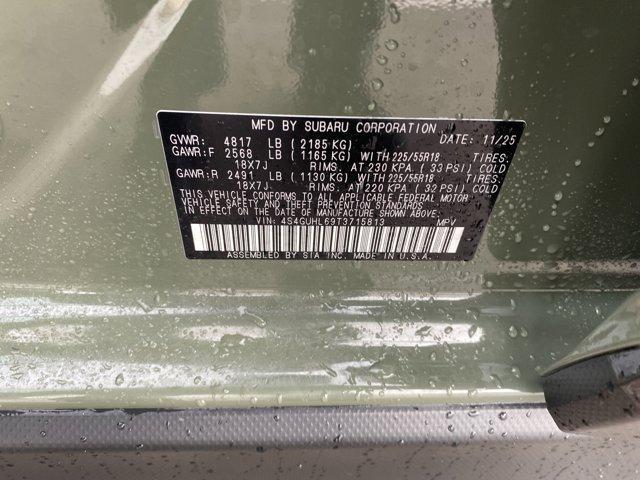 MFD BY SUBARU CORPORATION DATE: 11/25
GVWR: 4817 LB (2185 KG)
GAWR:F 2568 LB (1165 KG) WITH 225/55R18 TIRES.
18X7J RIMS. AT 230 KPA (33 PSI) COLD
GAWR:R 2491 LB (1130 KG) WITH 225/55R18 TIRES.
18X7J RIMS. AT 220 KPA (32 PSI) COLD
THIS VEHICLE CONFORMS TO ALL APPLICABLE FEDERAL MOTOR
VEHICLE SAFETY AND THEFT PREVENTION STANDARDS
IN EFFECT ON THE DATE OF MANUFACTURE SHOWN ABOVE.
VIN: 4S4GUHL69T3715813 MPV
ASSEMBLED BY SIA INC. MADE IN U.S.A.